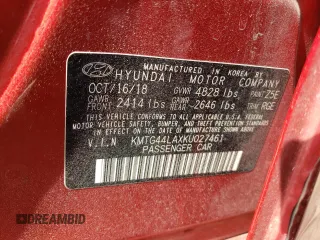 MANUFACTURED IN KOREA BY
HYUNDAI MOTOR COMPANY
OCT/16/18 GVWR 4828 lbs PAINT Z5F
GAWR FRONT 2414 lbs GAWR REAR 2646 lbs TRIM RGE
THIS VEHICLE CONFORMS TO ALL APPLICABLE
FEDERAL MOTOR VEHICLE SAFETY, BUMPER,
AND THEFT PREVENTION STANDARDS IN EFFECT
ON THE DATE OF MANUFACTURE SHOWN ABOVE.
V.I.N KMTG44LAXKU027461
PASSENGER CAR
DREAMBID